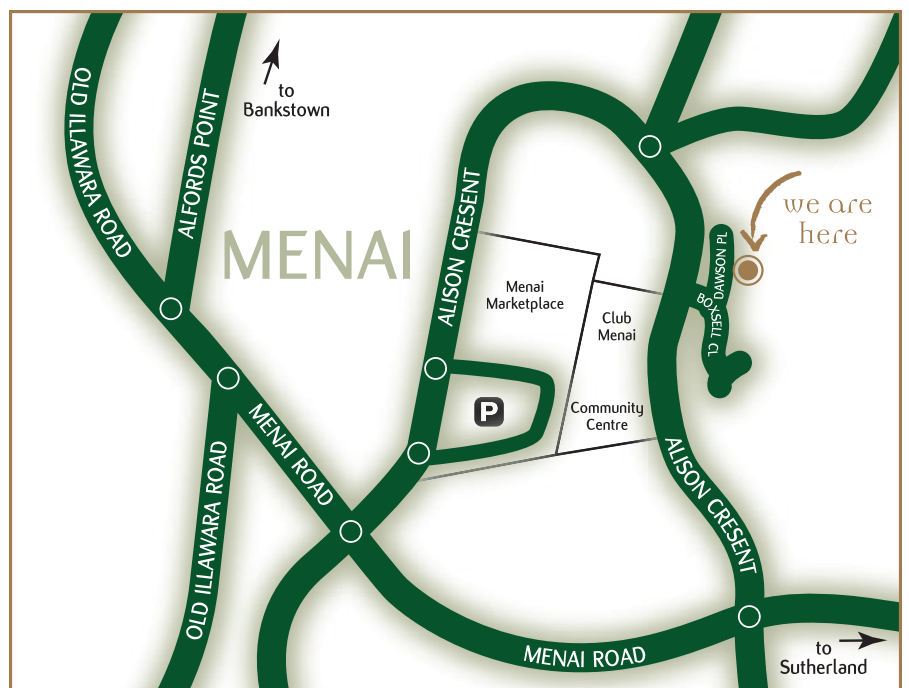 to
Bankstown
OLD ILLAWARA ROAD
ALFORDS POINT
MENAI
ALISON CRESENT
we are
here
DAWSON PL
BOXSELL CL
Menai
Marketplace
Club
Menai
P
Community
Centre
MENAI ROAD
OLD ILLAWARA ROAD
ALISON CRESENT
MENAI ROAD
to
Sutherland